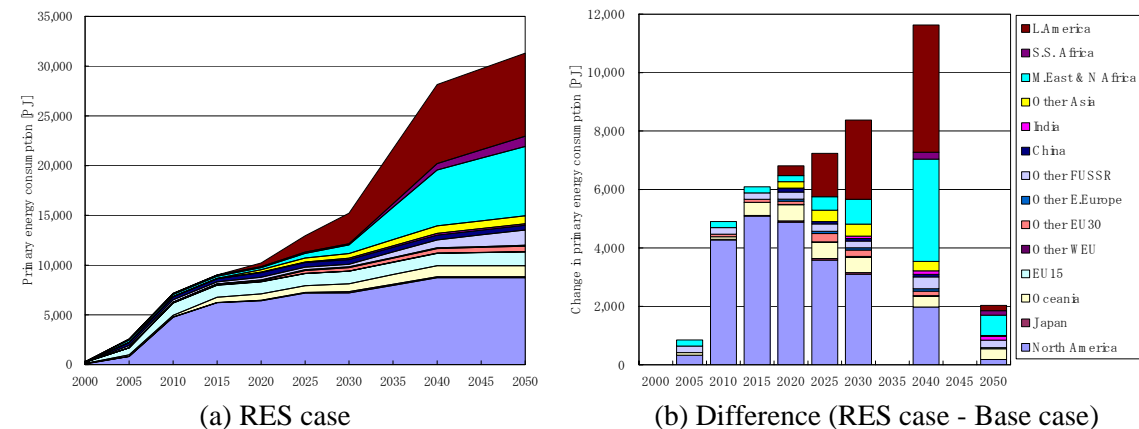 Primary energy consumption [PJ]
35,000
30,000
25,000
20,000
15,000
10,000
5,000
0
2000 2005 2010 2015 2020 2025 2030 2035 2040 2045 2050
(a) RES case
Change in primary energy consumption [PJ]
12,000
10,000
8,000
6,000
4,000
2,000
0
2000 2005 2010 2015 2020 2025 2030 2035 2040 2045 2050
(b) Difference (RES case - Base case)
L.America
S.S. Africa
M.East & N Africa
Other Asia
India
China
Other FUSSR
Other E.Europe
Other EU30
Other WEU
EU15
Oceania
Japan
North America